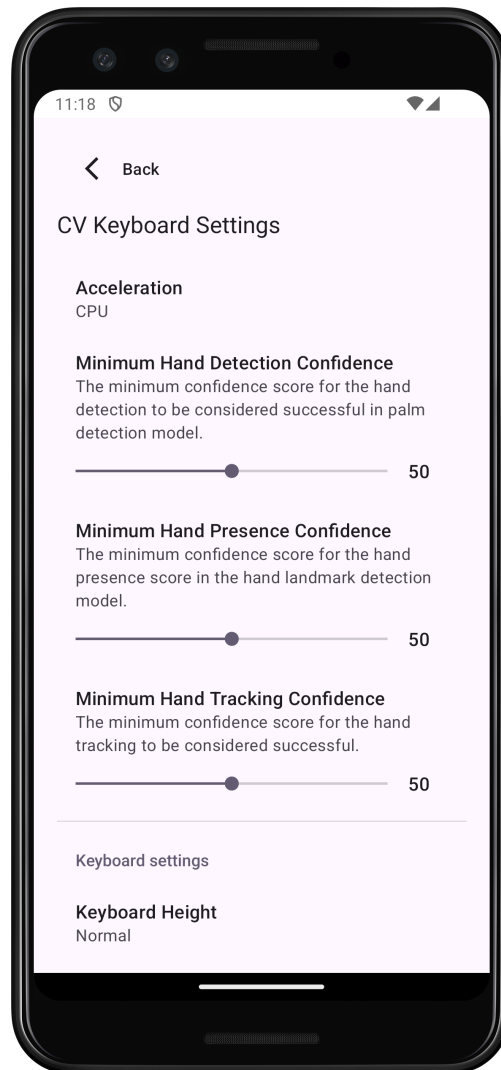 11:18
Back
CV Keyboard Settings
Acceleration
CPU
Minimum Hand Detection Confidence
The minimum confidence score for the hand
detection to be considered successful in palm
detection model.
50
Minimum Hand Presence Confidence
The minimum confidence score for the hand
presence score in the hand landmark detection
model.
50
Minimum Hand Tracking Confidence
The minimum confidence score for the hand
tracking to be considered successful.
50
Keyboard settings
Keyboard Height
Normal